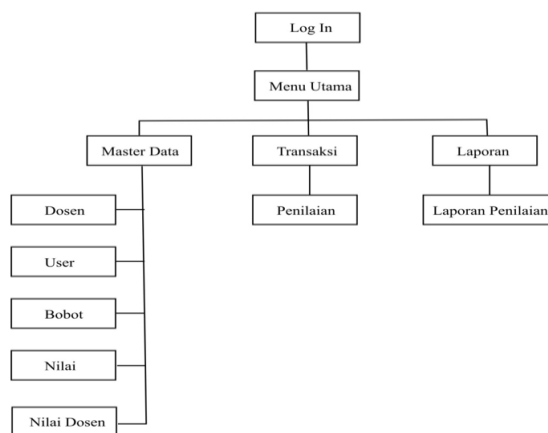 Log In
Menu Utama
Master Data
Transaksi
Laporan
Dosen
Penilaian
Laporan Penilaian
User
Bobot
Nilai
Nilai Dosen